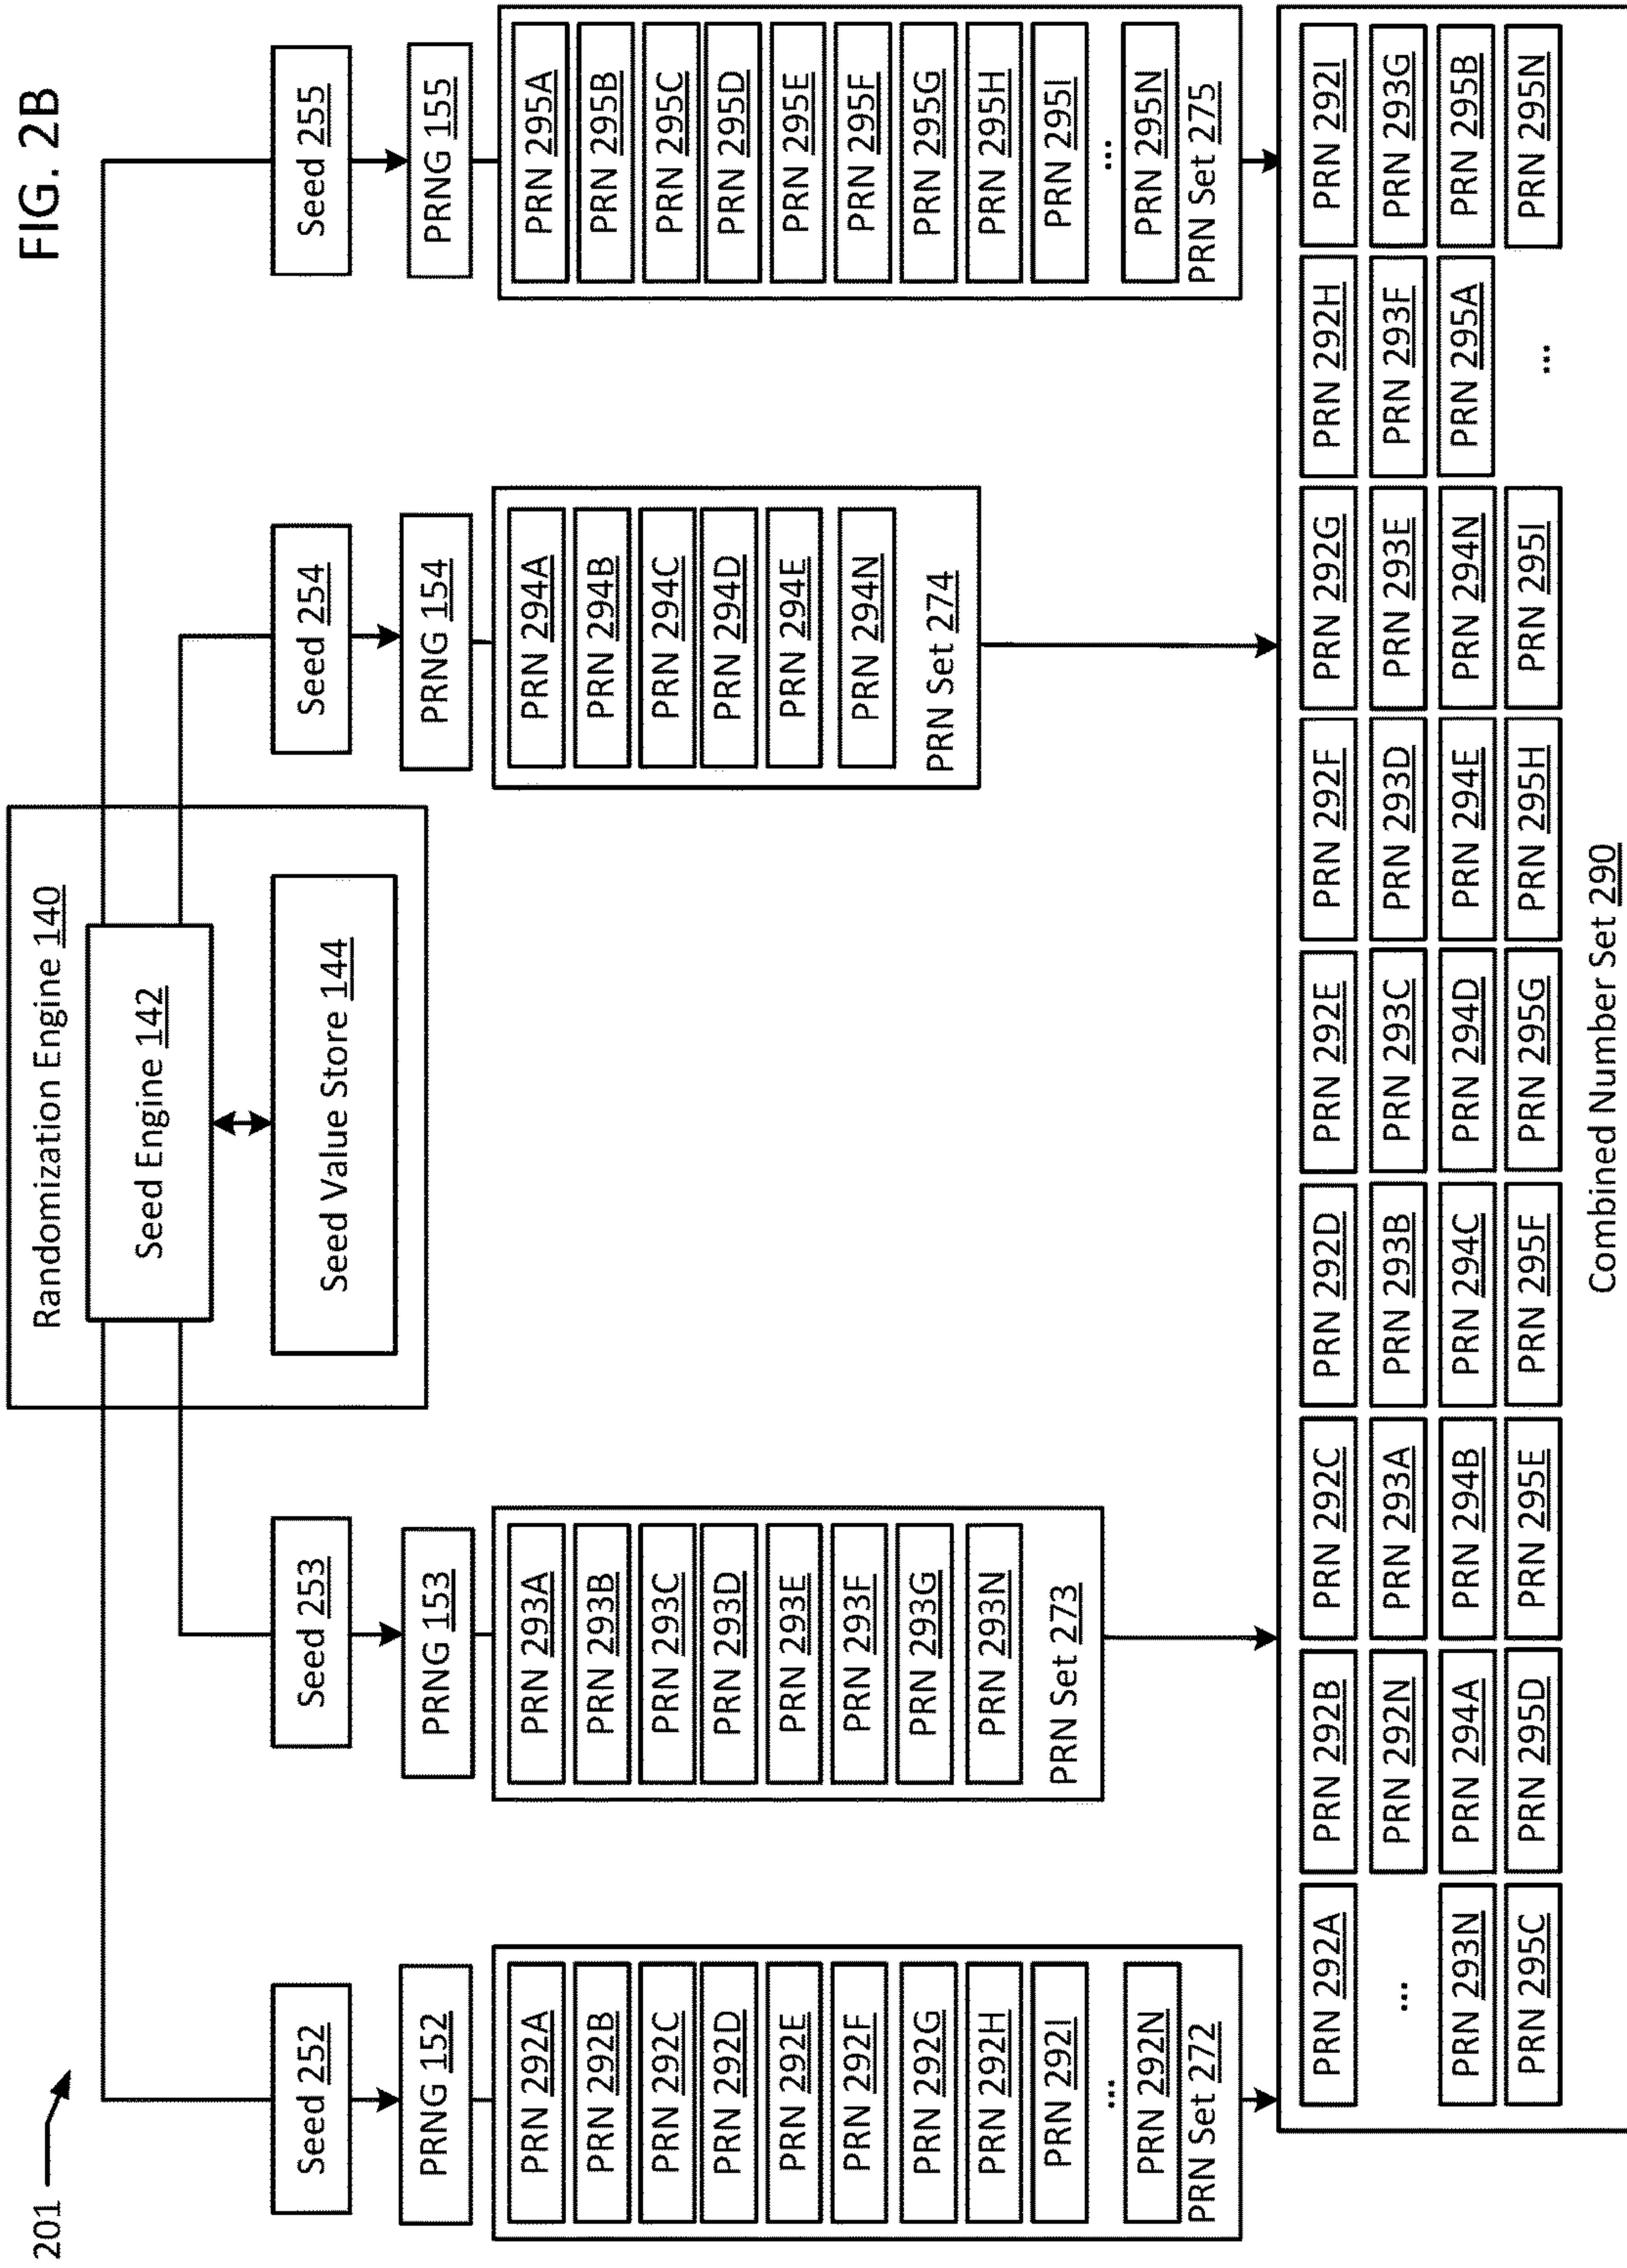 FIG. 2B
201
Randomization Engine 140
Seed Engine 142
Seed Value Store 144
Seed 252
Seed 253
Seed 254
Seed 255
PRNG 152
PRNG 153
PRNG 154
PRNG 155
PRN 292A
PRN 292B
PRN 292C
PRN 292D
PRN 292E
PRN 292F
PRN 292G
PRN 292H
PRN 292I
...
PRN 292N
PRN Set 272
PRN 293A
PRN 293B
PRN 293C
PRN 293D
PRN 293E
PRN 293F
PRN 293G
PRN 293N
PRN Set 273
PRN 294A
PRN 294B
PRN 294C
PRN 294D
PRN 294E
PRN 294N
PRN Set 274
PRN 295A
PRN 295B
PRN 295C
PRN 295D
PRN 295E
PRN 295F
PRN 295G
PRN 295H
PRN 295I
...
PRN 295N
PRN Set 275
PRN 292A PRN 292B PRN 292C PRN 292D PRN 292E PRN 292F PRN 292G PRN 292H PRN 292I
... PRN 292N PRN 293A PRN 293B PRN 293C PRN 293D PRN 293E PRN 293F PRN 293G
PRN 293N PRN 294A PRN 294B PRN 294C PRN 294D PRN 294E PRN 294N PRN 295A PRN 295B
PRN 295C PRN 295D PRN 295E PRN 295F PRN 295G PRN 295H PRN 295I ... PRN 295N
Combined Number Set 290